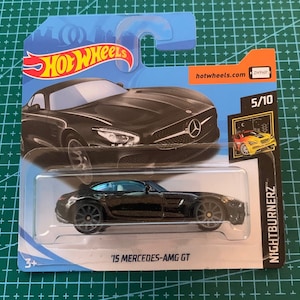 HOT WHEELS
hotwheels.com
5/10
NIGHTBURNERZ
'15 MERCEDES-AMG GT
3+